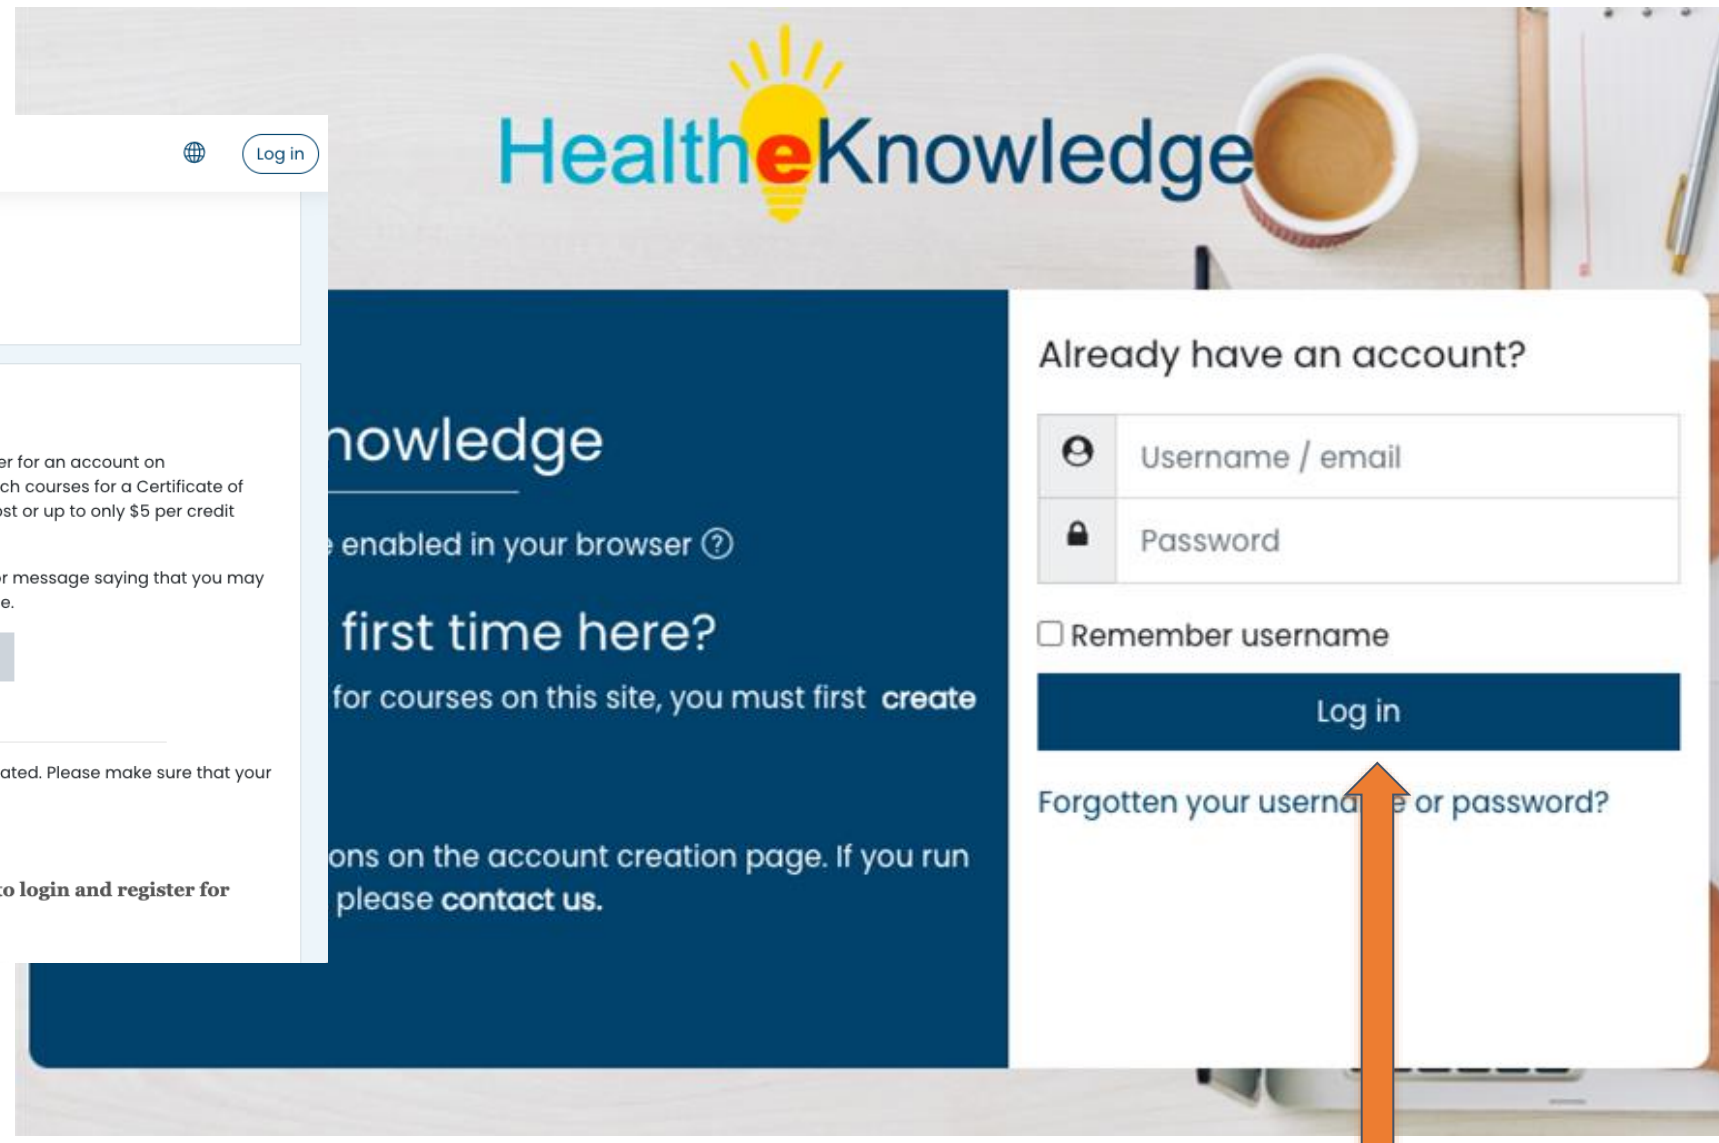 HealtheKnowledge
Log in
er for an account on
ch courses for a Certificate of
ost or up to only $5 per credit
or message saying that you may
e.
ated. Please make sure that your
to login and register for
nowledge
enabled in your browser
first time here?
for courses on this site, you must first create
ons on the account creation page. If you run
please contact us.
Already have an account?
Username / email
Password
Remember username
Log in
Forgotten your username or password?